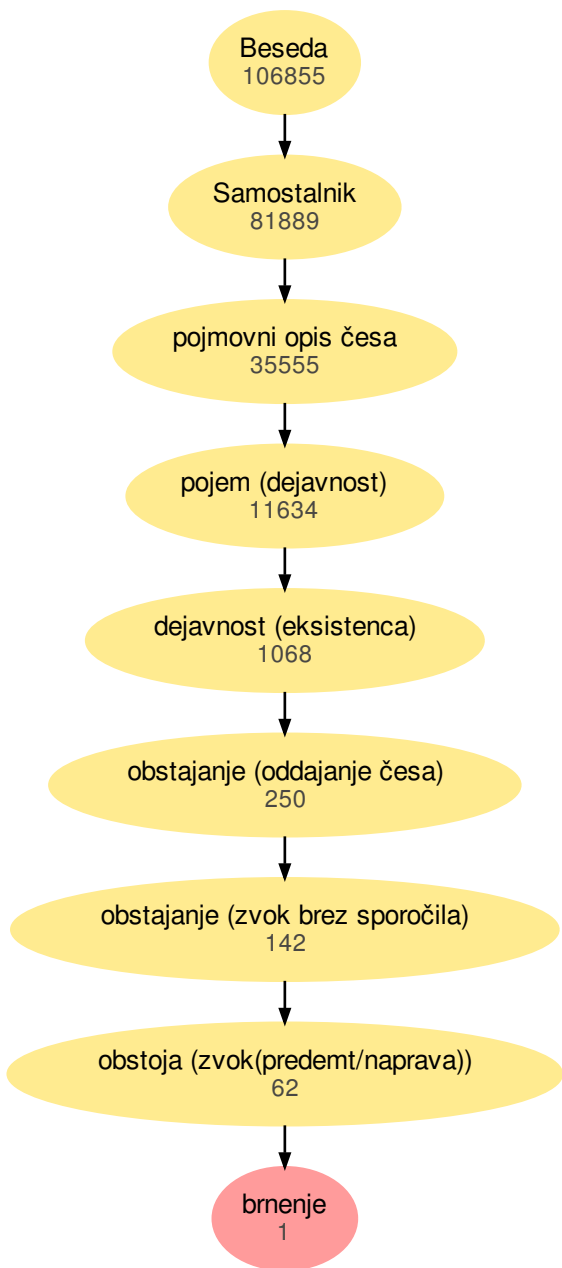 Beseda
106855
Samostalnik
81889
pojmovni opis česa
35555
pojem (dejavnost)
11634
dejavnost (eksistenca)
1068
obstajanje (oddajanje česa)
250
obstajanje (zvok brez sporočila)
142
obstoja (zvok(predemt/naprava))
62
brnenje
1